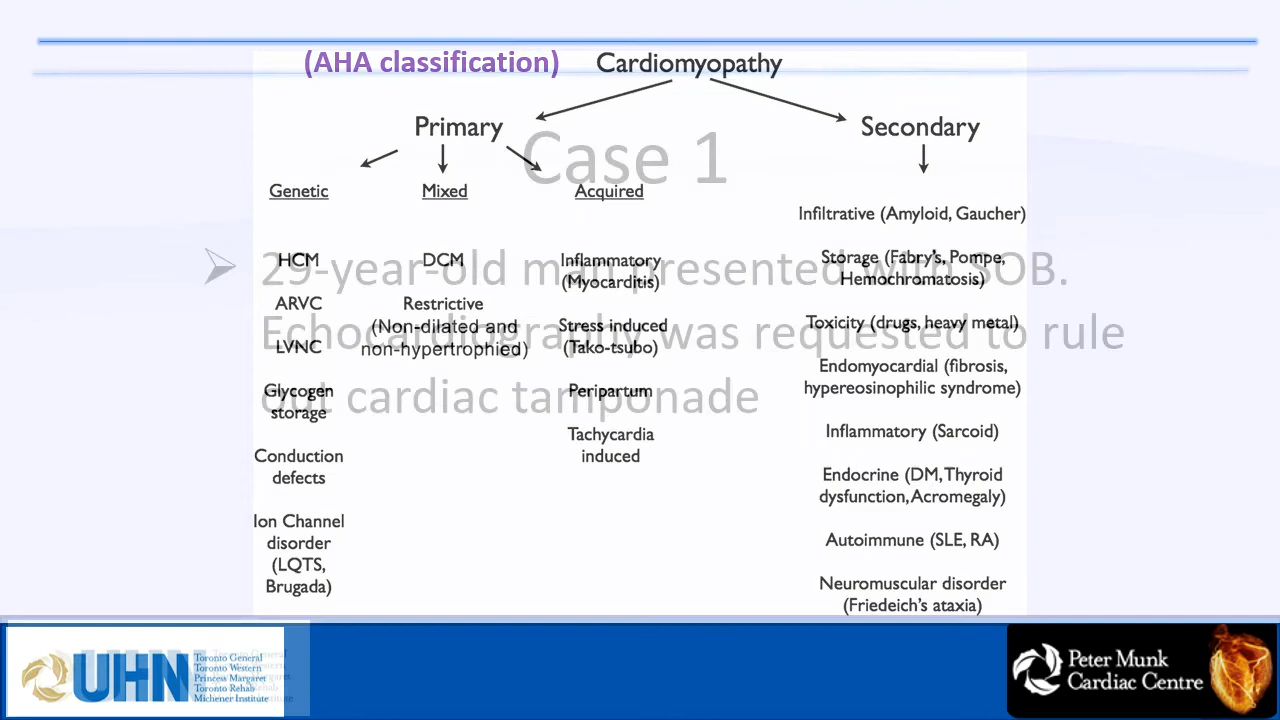 (AHA classification) Cardiomyopathy
Primary
Secondary
Case 1
Genetic
HCM
ARVC
LVNC
Glycogen
storage
Conduction
defects
Ion Channel
disorder
(LQTS,
Brugada)
Mixed
DCM
Restrictive
(Non-dilated and
non-hypertrophied)
Acquired
Inflammatory
(Myocarditis)
Stress induced
(Tako-tsubo)
Peripartum
Tachycardia
induced
Infiltrative (Amyloid, Gaucher)
Storage (Fabry's, Pompe,
Hemochromatosis)
Toxicity (drugs, heavy metal)
Endomyocardial (fibrosis,
hypereosinophilic syndrome)
Inflammatory (Sarcoid)
Endocrine (DM, Thyroid
dysfunction, Acromegaly)
Autoimmune (SLE, RA)
Neuromuscular disorder
(Friedeich's ataxia)
29-year-old man presented with SOB.
Echocardiography was requested to rule
out cardiac tamponade
UHN
Toronto General
Toronto Western
Princess Margaret
Toronto Rehab
Michener Institute
Peter Munk
Cardiac Centre